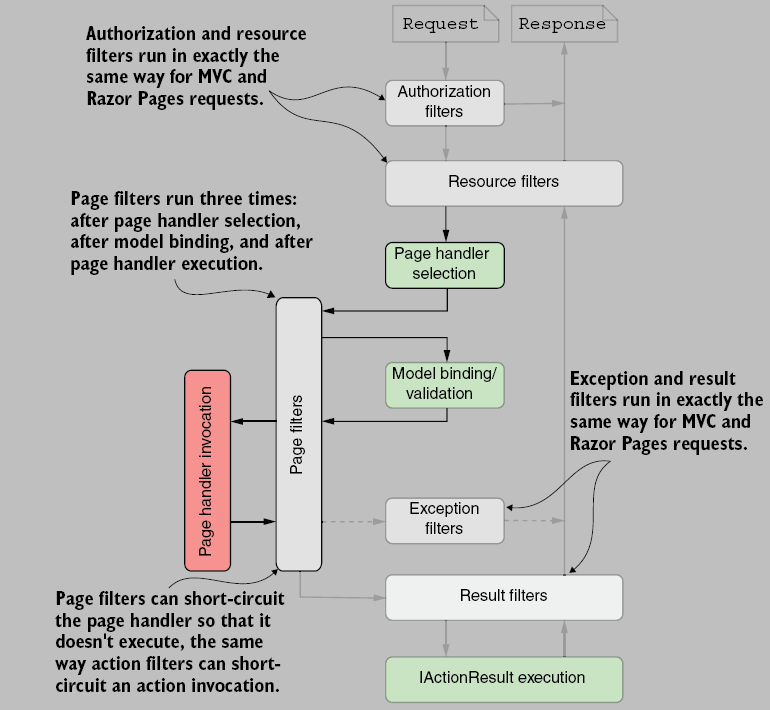 Request
Response
Authorization and resource
filters run in exactly the
same way for MVC and
Razor Pages requests.
Authorization
filters
Resource filters
Page filters run three times:
after page handler selection,
after model binding, and after
page handler execution.
Page handler
selection
Model binding/
validation
Page filters
Page handler invocation
Exception and result
filters run in exactly the
same way for MVC and
Razor Pages requests.
Exception
filters
Page filters can short-circuit
the page handler so that it
doesn't execute, the same
way action filters can short-
circuit an action invocation.
Result filters
IActionResult execution